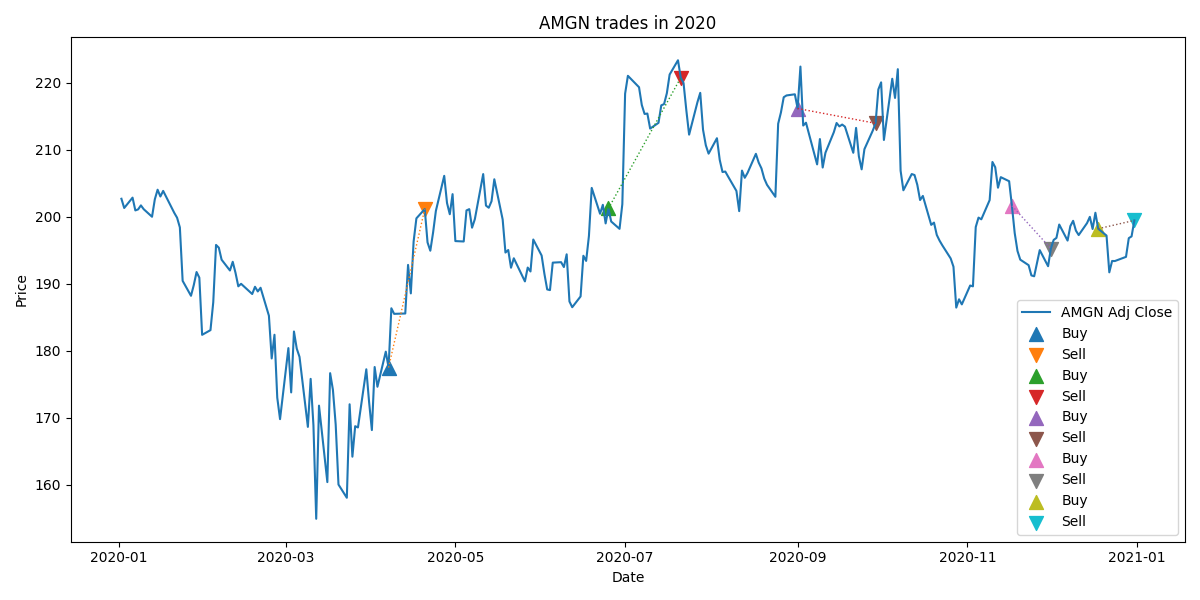 AMGN trades in 2020
Price
220
210
200
190
180
170
160
AMGN Adj Close
Buy
Sell
Buy
Sell
Buy
Sell
Buy
Sell
Buy
Sell
2020-01
2020-03
2020-05
2020-07
2020-09
2020-11
2021-01
Date